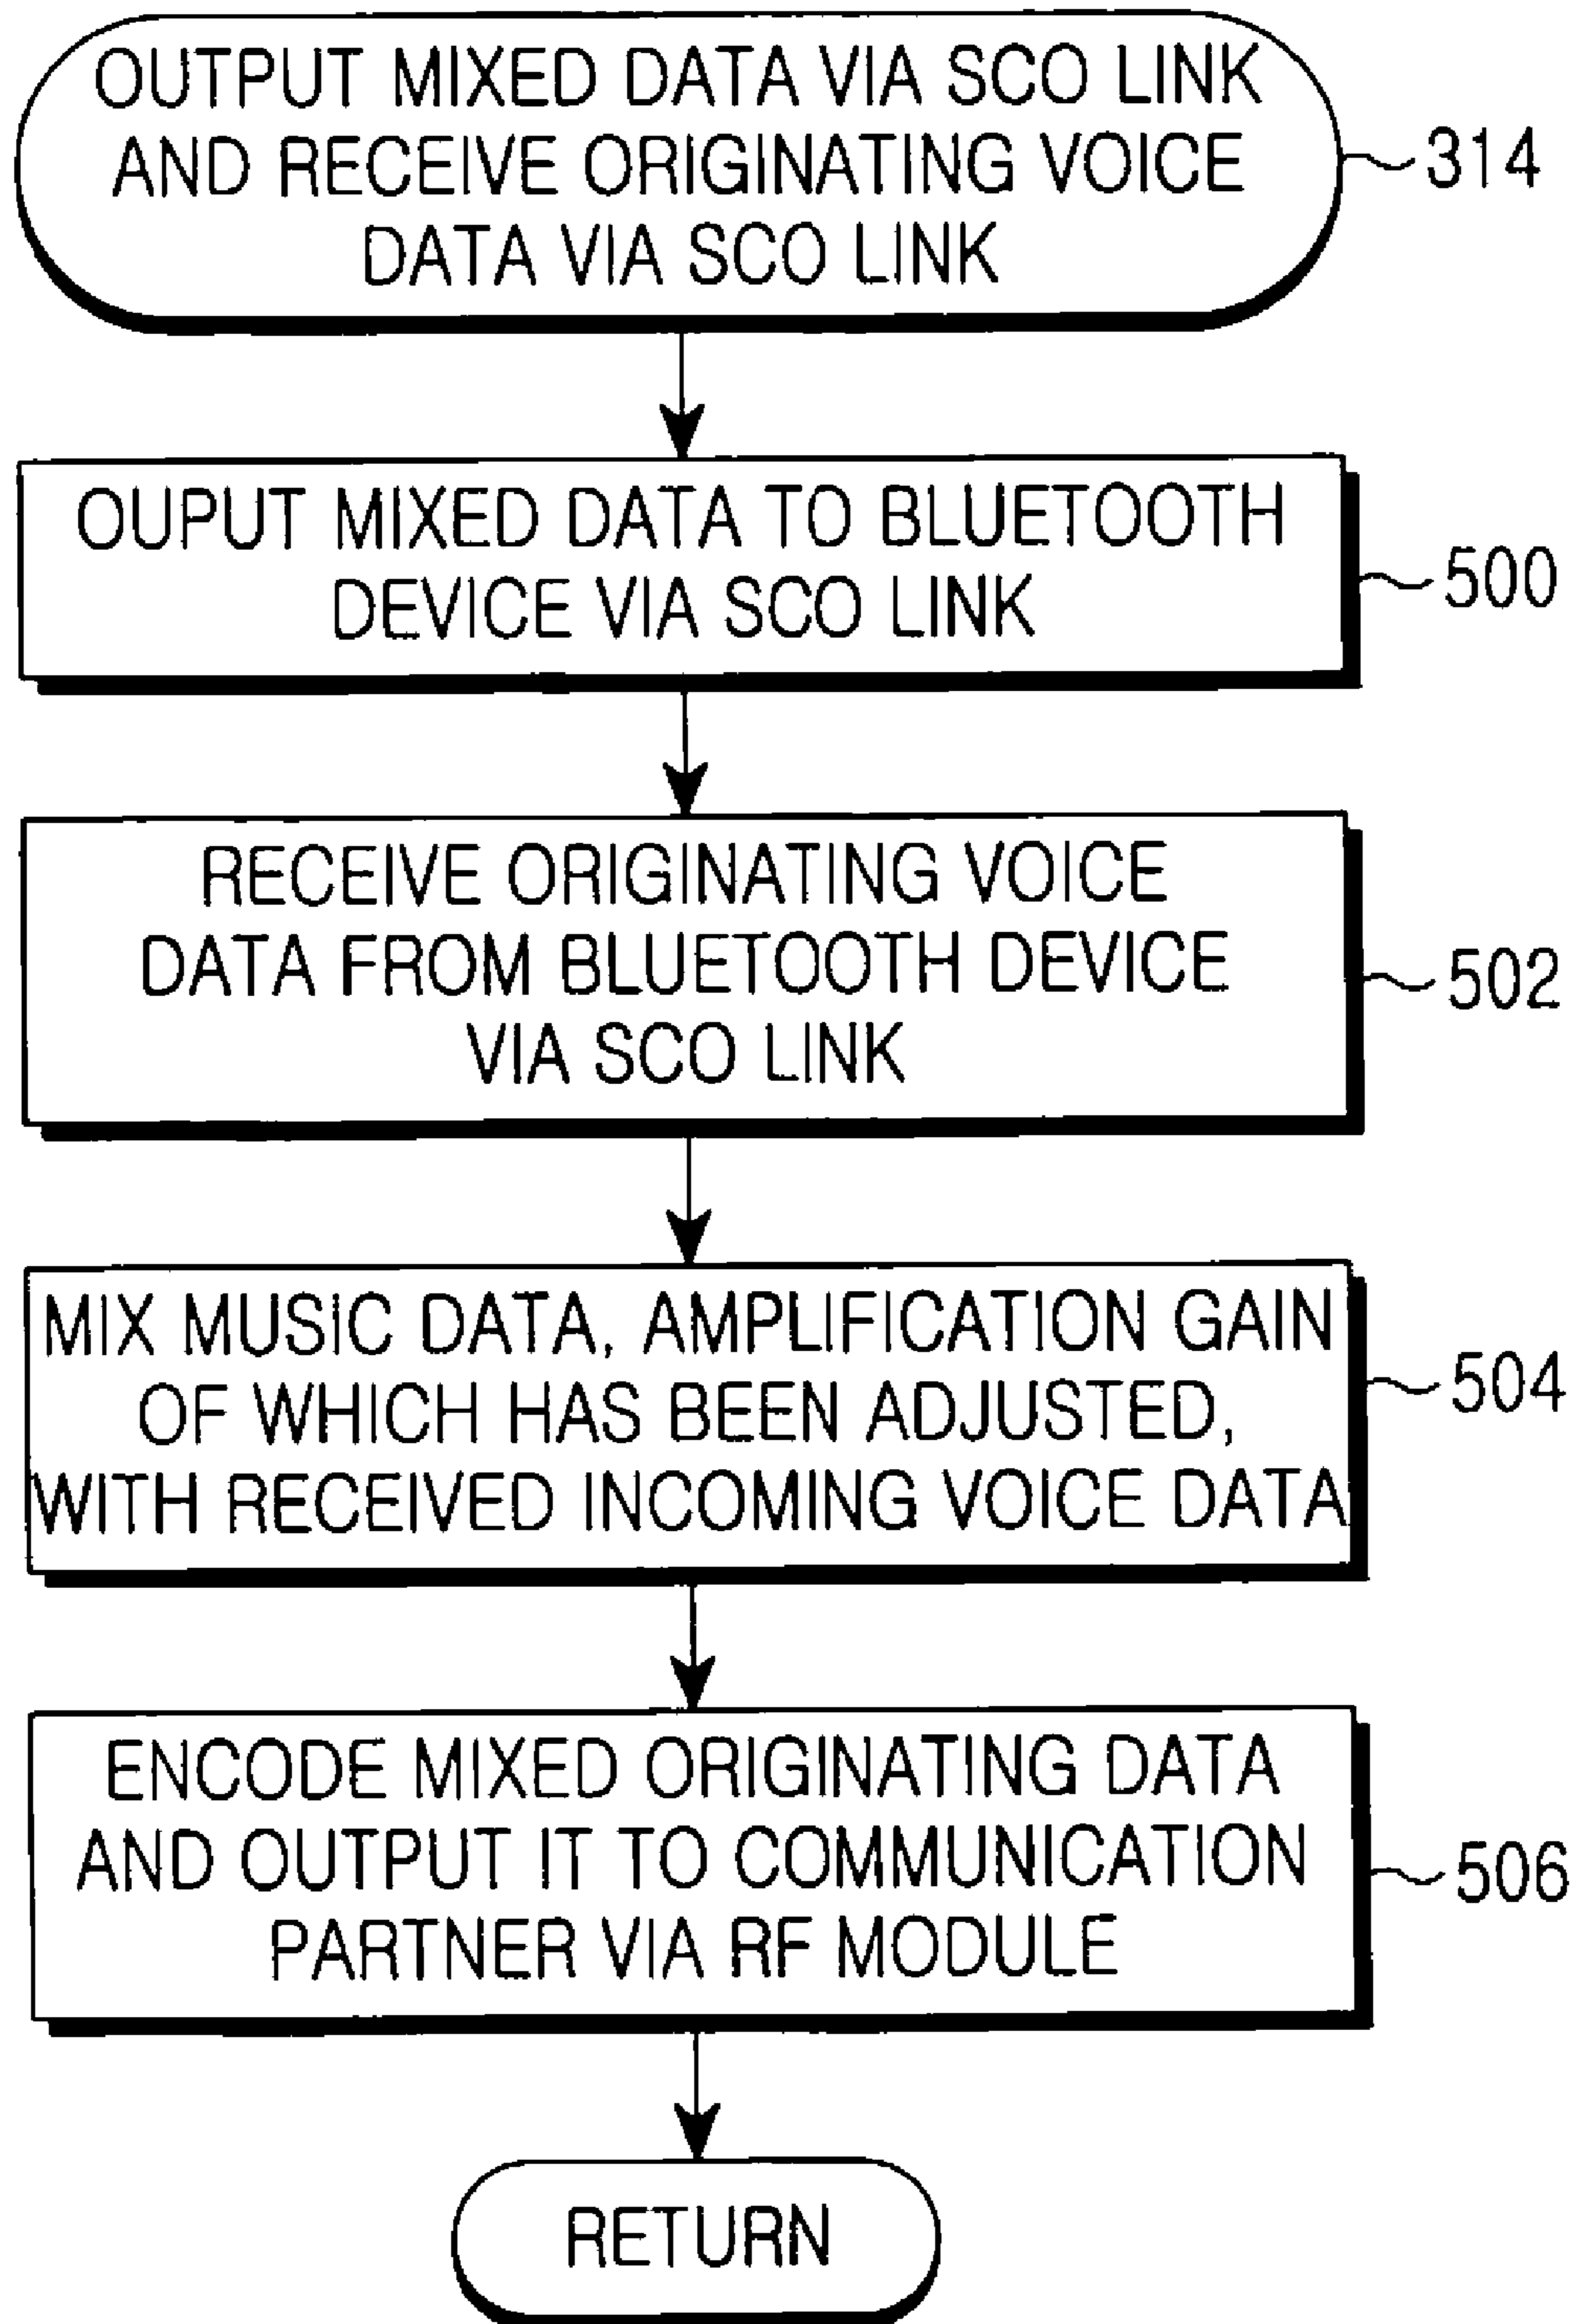 OUTPUT MIXED DATA VIA SCO LINK
AND RECEIVE ORIGINATING VOICE
DATA VIA SCO LINK
314
OUPUT MIXED DATA TO BLUETOOTH
DEVICE VIA SCO LINK
500
RECEIVE ORIGINATING VOICE
DATA FROM BLUETOOTH DEVICE
VIA SCO LINK
502
MIX MUSIC DATA, AMPLIFICATION GAIN
OF WHICH HAS BEEN ADJUSTED,
WITH RECEIVED INCOMING VOICE DATA
504
ENCODE MIXED ORIGINATING DATA
AND OUTPUT IT TO COMMUNICATION
PARTNER VIA RF MODULE
506
RETURN